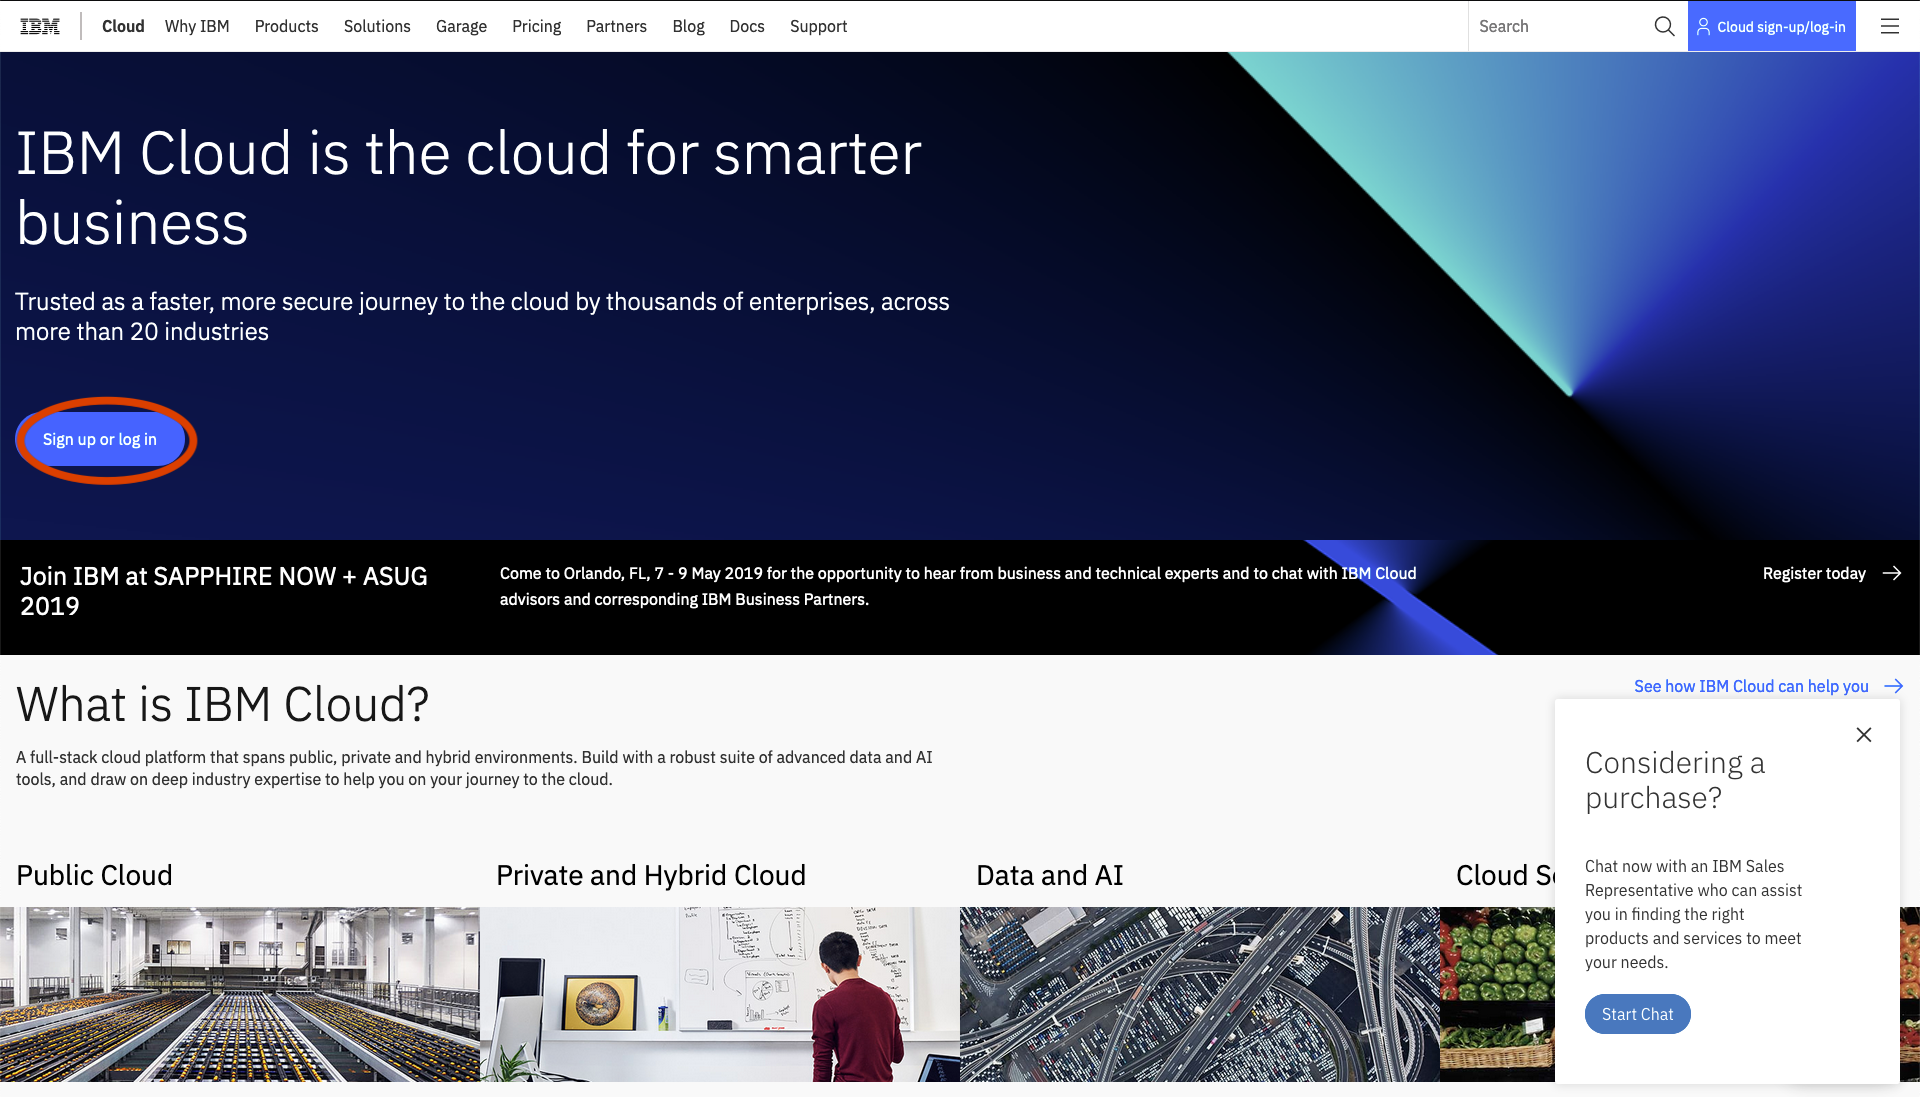 IBM
Cloud Why IBM Products Solutions Garage Pricing Partners Blog Docs Support
Search
Cloud sign-up/log-in
IBM Cloud is the cloud for smarter
business
Trusted as a faster, more secure journey to the cloud by thousands of enterprises, across
more than 20 industries
Sign up or log in
Join IBM at SAPPHIRE NOW + ASUG
2019
Come to Orlando, FL, 7 - 9 May 2019 for the opportunity to hear from business and technical experts and to chat with IBM Cloud
advisors and corresponding IBM Business Partners.
Register today
What is IBM Cloud?
See how IBM Cloud can help you
A full-stack cloud platform that spans public, private and hybrid environments. Build with a robust suite of advanced data and AI
tools, and draw on deep industry expertise to help you on your journey to the cloud.
Public Cloud
Private and Hybrid Cloud
Data and AI
Cloud
Considering a
purchase?
Chat now with an IBM Sales
Representative who can assist
you in finding the right
products and services to meet
your needs.
Start Chat